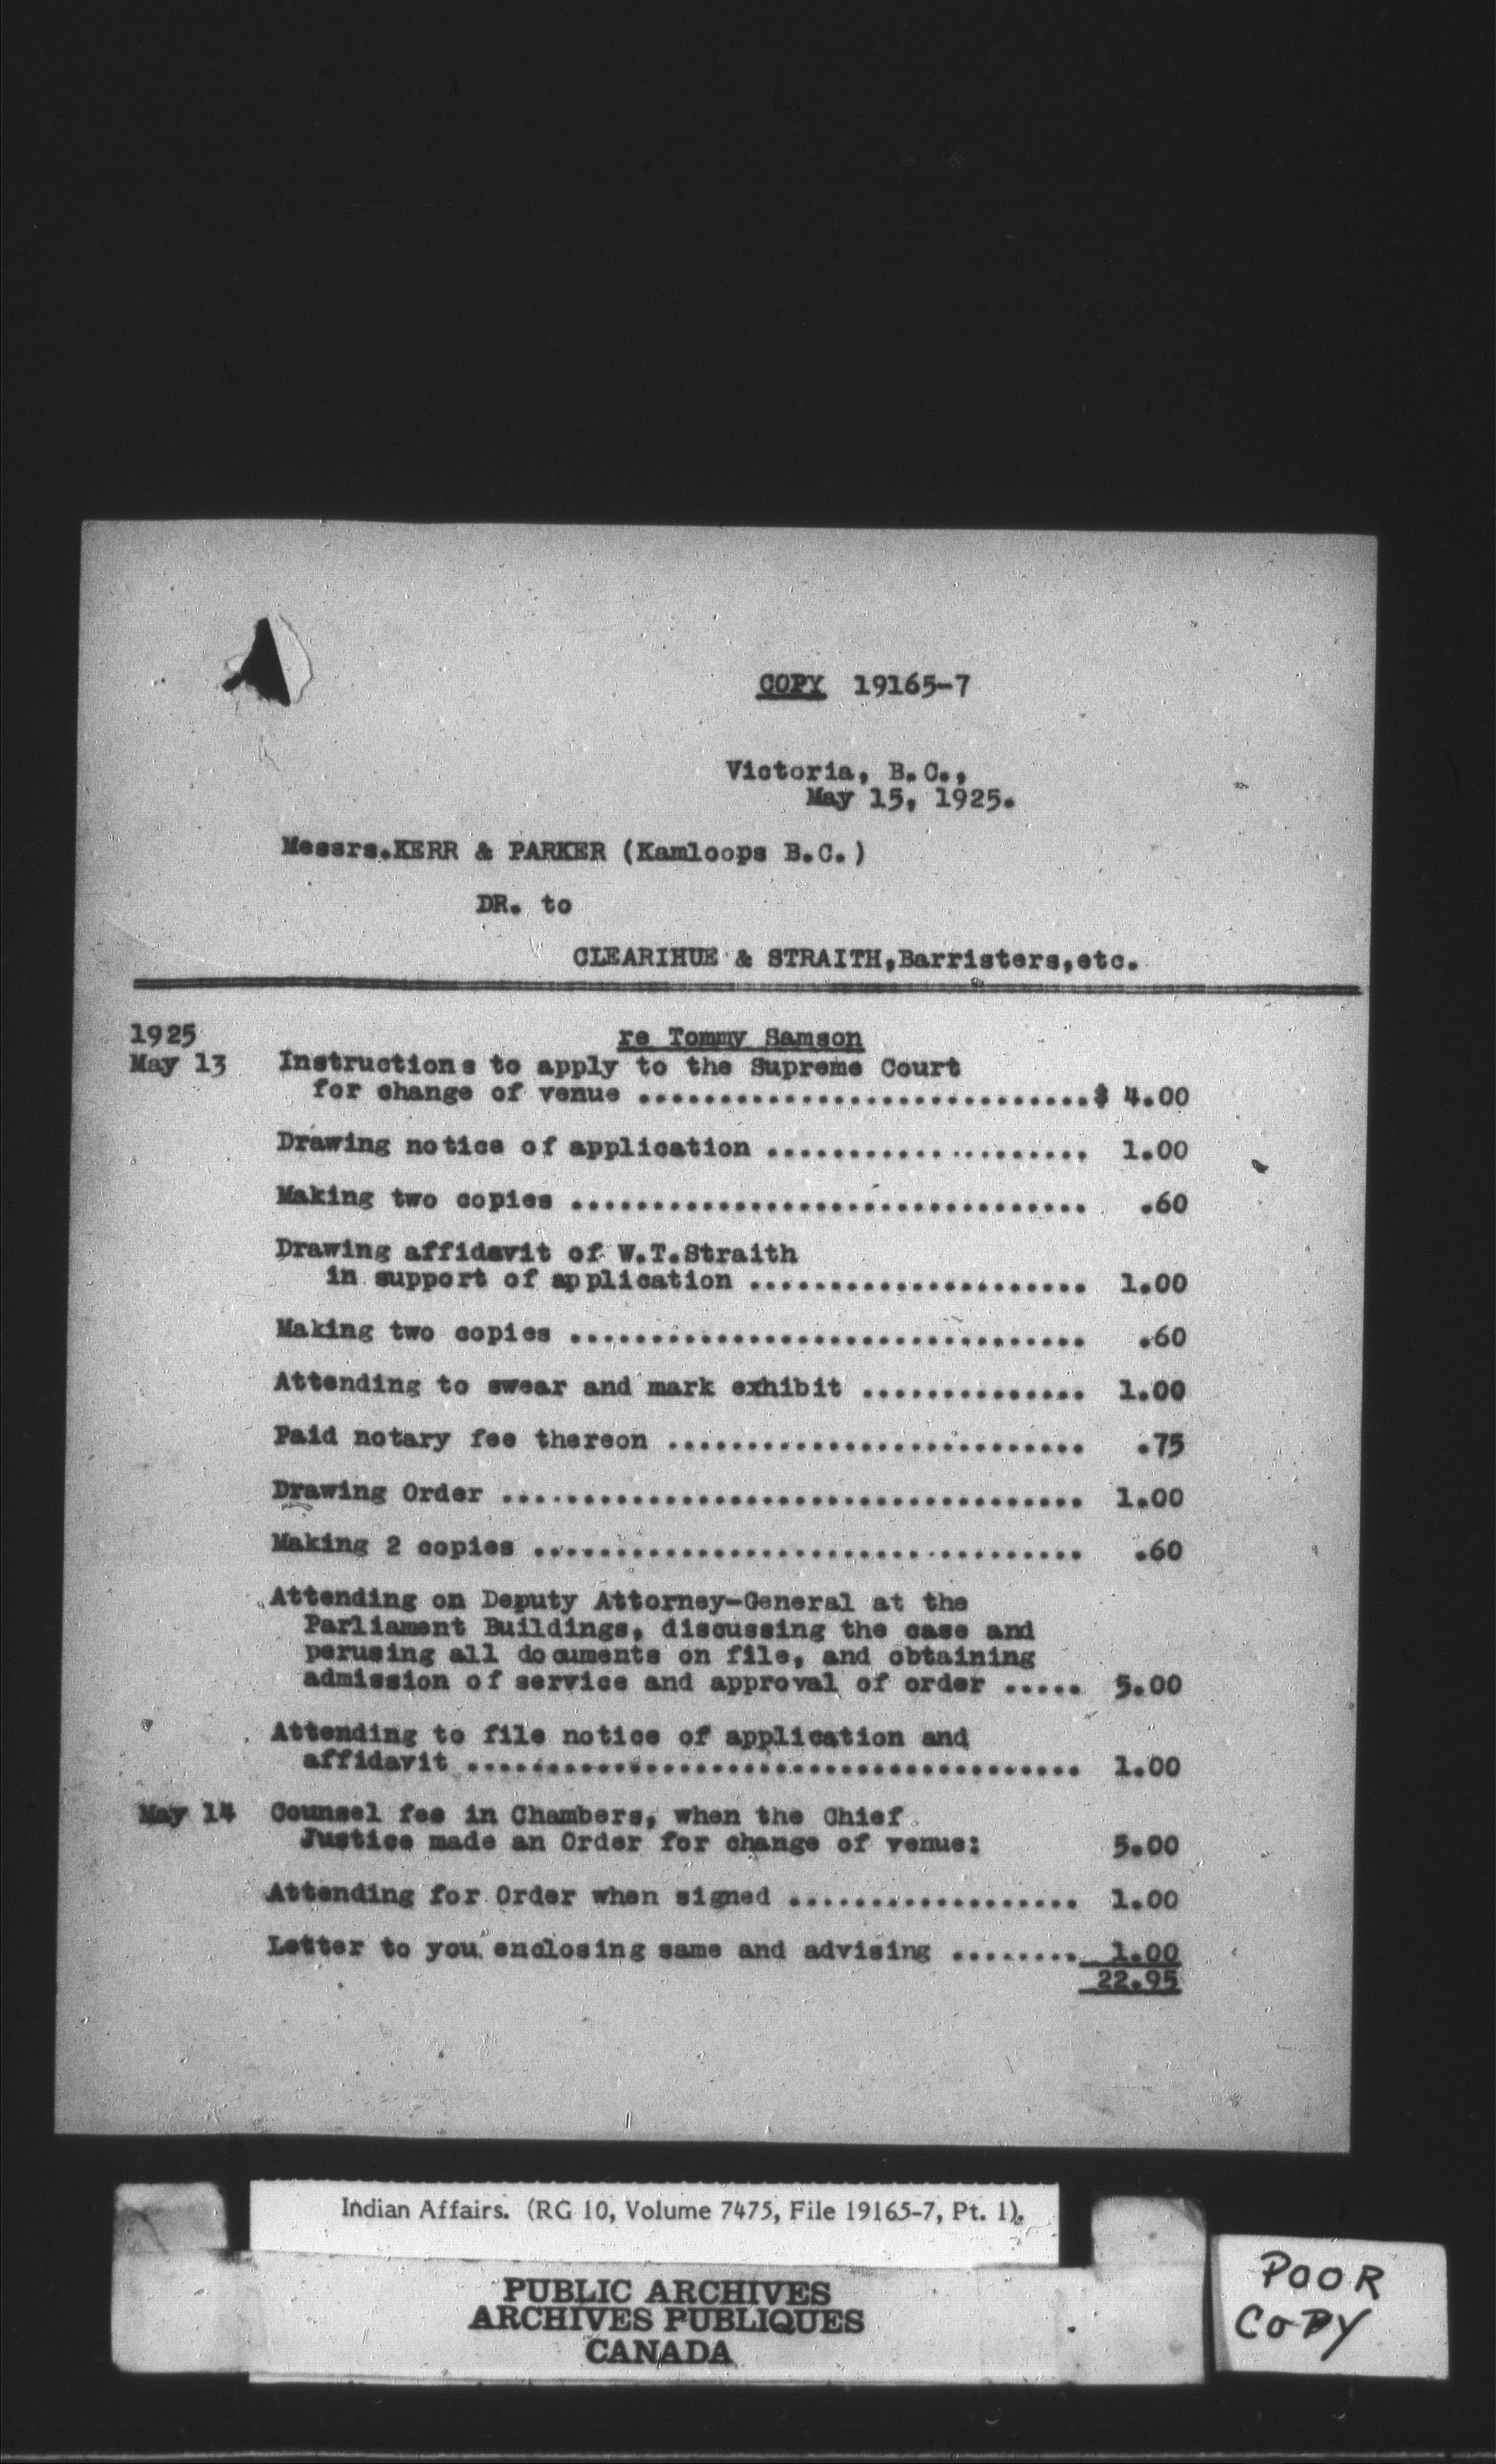 COPY 19165-7
Victoria, B.C.,
May 15, 1925.
Messrs.KERR & PARKER (Kamloops B.C.)
DR. to
CLEARIHUE & STRAITH,Barristers,etc.
1925 re Tommy Samson
May 13 Instructions to apply to the Supreme Court
for change of venue ............................$ 4.00
Drawing notice of application .................... 1.00
Making two copies ................................ .60
Drawing affidavit of W.T.Straith
in support of application ..................... 1.00
Making two copies ................................ .60
Attending to swear and mark exhibit .............. 1.00
Paid notary fee thereon .......................... .75
Drawing Order .................................... 1.00
Making 2 copies .................................. .60
Attending on Deputy Attorney-General at the
Parliament Buildings, discussing the case and
perusing all documents on file, and obtaining
admission of service and approval of order ..... 5.00
Attending to file notice of application and
affidavit ...................................... 1.00
May 14 Counsel fee in Chambers, when the Chief
Justice made an Order for change of venue: 5.00
Attending for Order when signed .................. 1.00
Letter to you enclosing same and advising ........ 1.00
22.95
Indian Affairs. (RG 10, Volume 7475, File 19165-7, Pt. 1).
PUBLIC ARCHIVES
ARCHIVES PUBLIQUES
CANADA
POOR
COPY